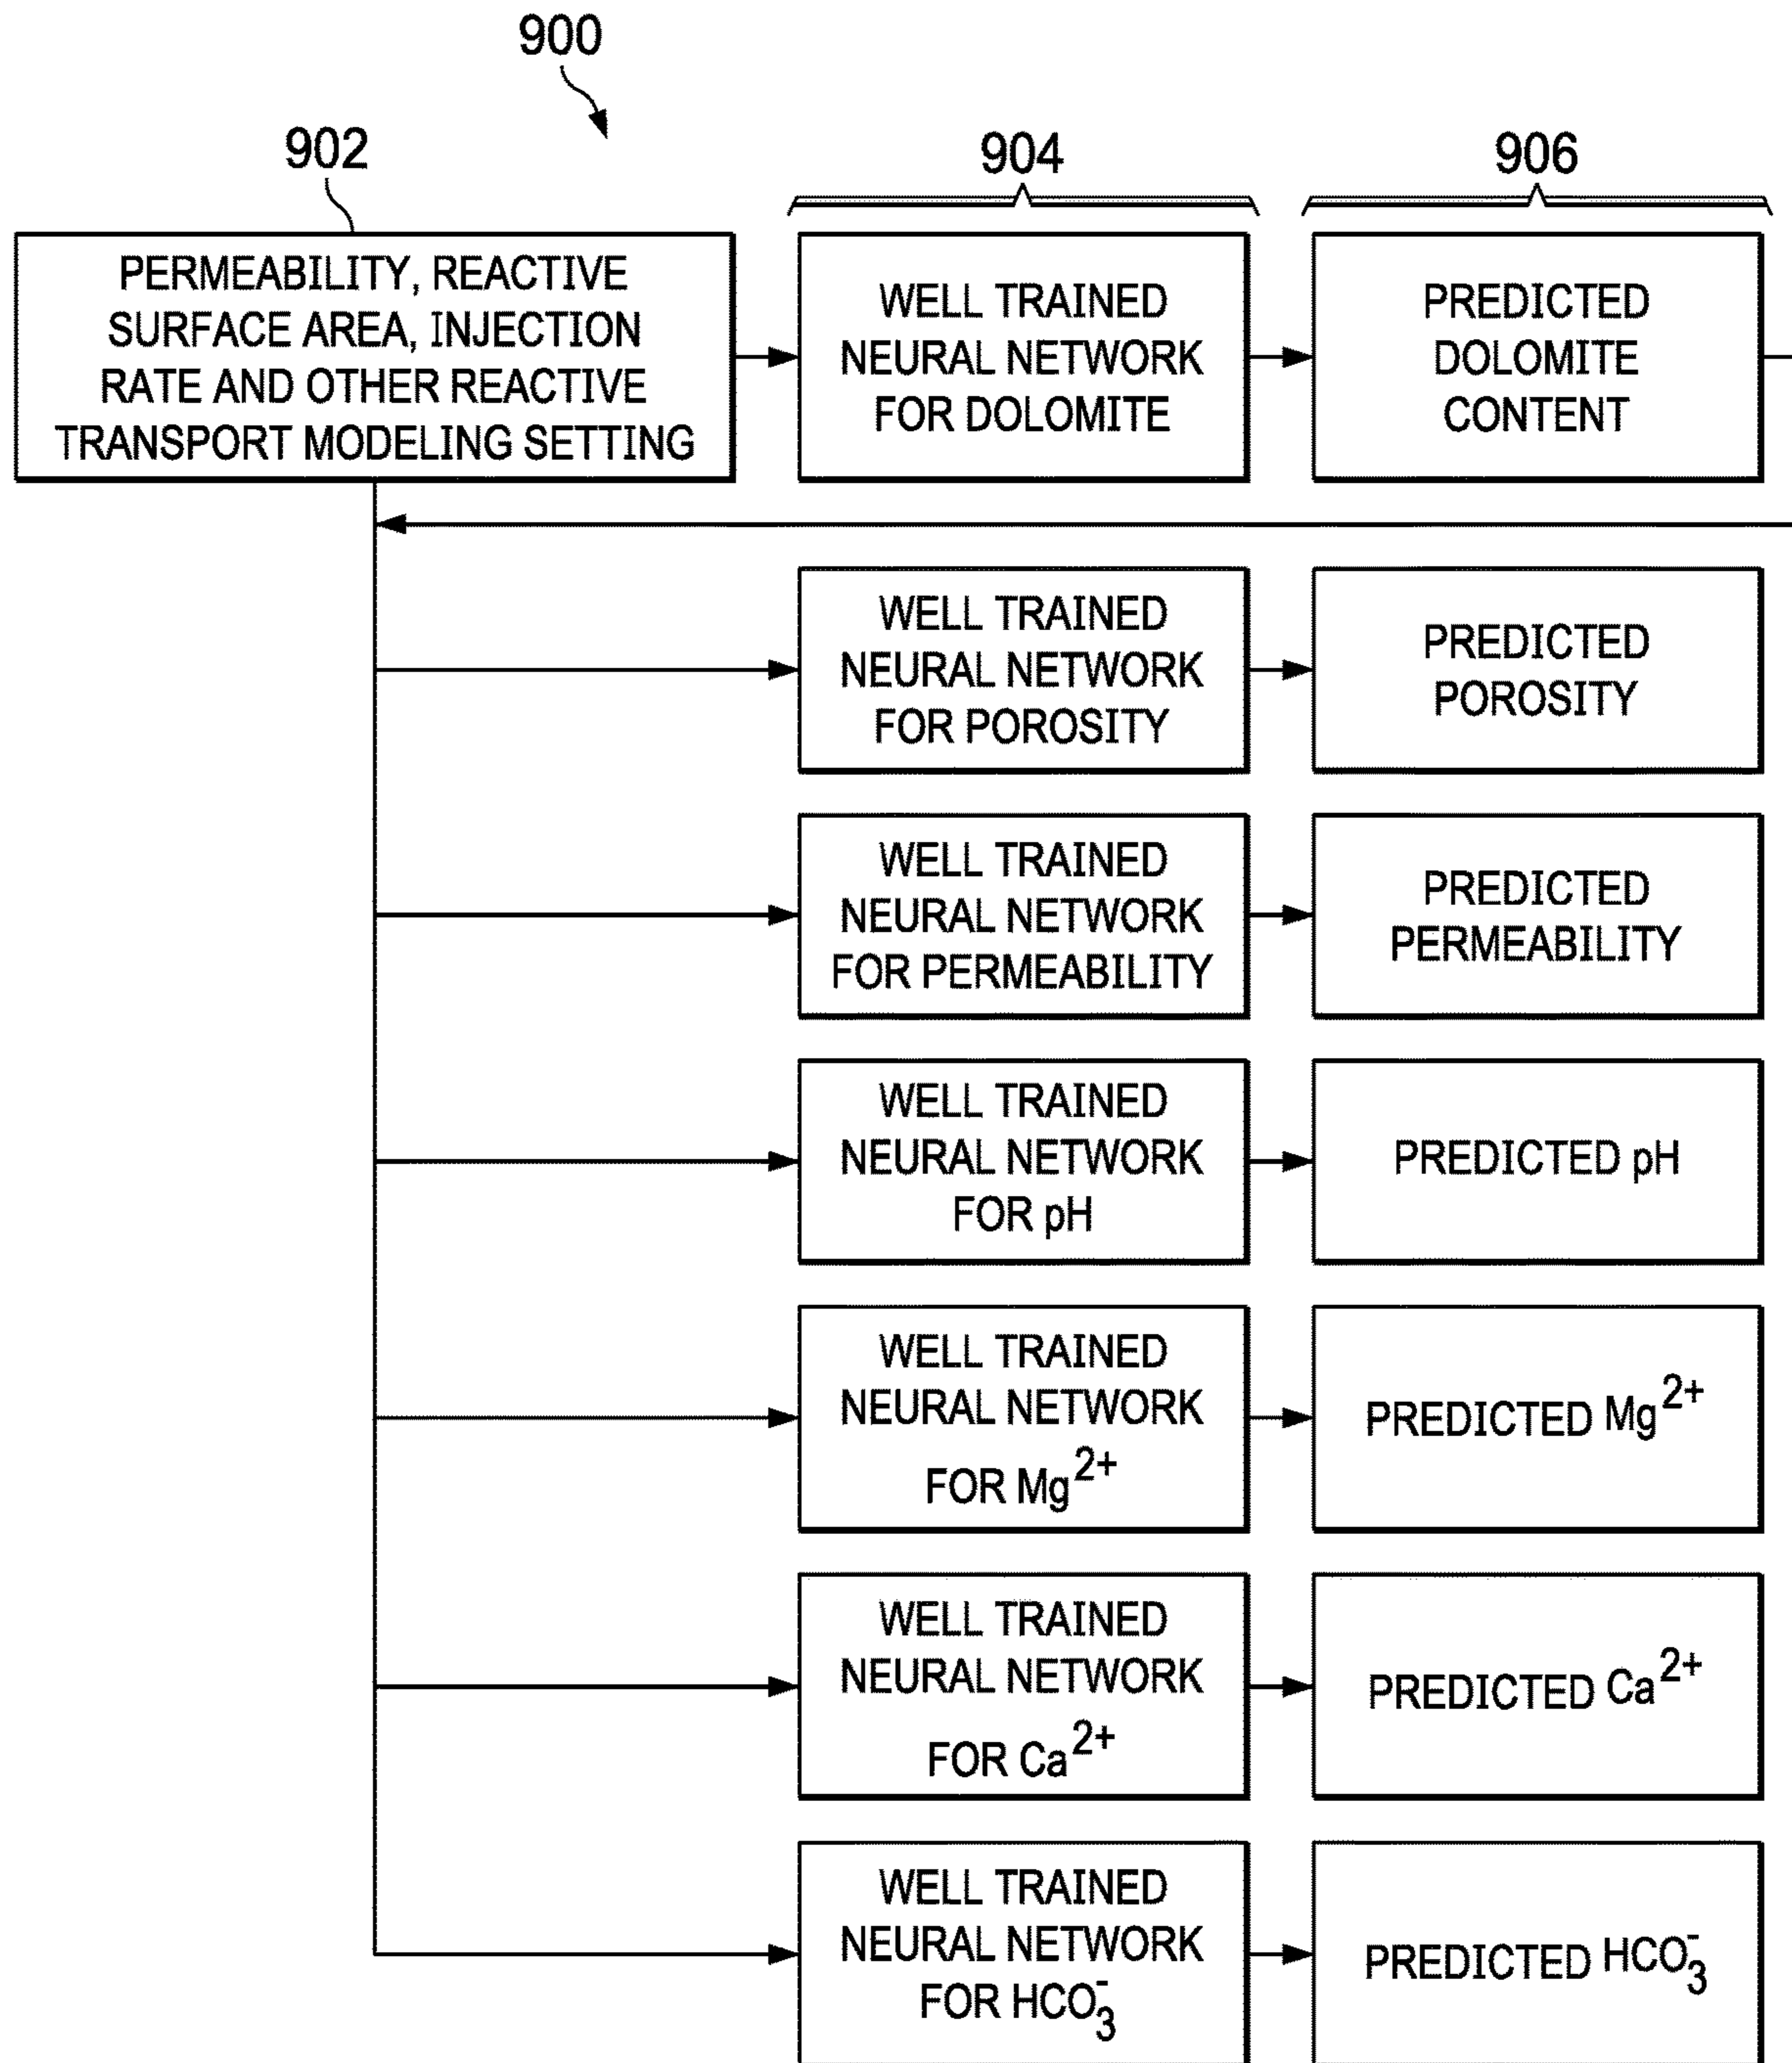 900
902
904
906
PERMEABILITY, REACTIVE
SURFACE AREA, INJECTION
RATE AND OTHER REACTIVE
TRANSPORT MODELING SETTING
WELL TRAINED
NEURAL NETWORK
FOR DOLOMITE
PREDICTED
DOLOMITE
CONTENT
WELL TRAINED
NEURAL NETWORK
FOR POROSITY
PREDICTED
POROSITY
WELL TRAINED
NEURAL NETWORK
FOR PERMEABILITY
PREDICTED
PERMEABILITY
WELL TRAINED
NEURAL NETWORK
FOR pH
PREDICTED pH
WELL TRAINED
NEURAL NETWORK
FOR Mg²⁺
PREDICTED Mg²⁺
WELL TRAINED
NEURAL NETWORK
FOR Ca²⁺
PREDICTED Ca²⁺
WELL TRAINED
NEURAL NETWORK
FOR HCO₃⁻
PREDICTED HCO₃⁻